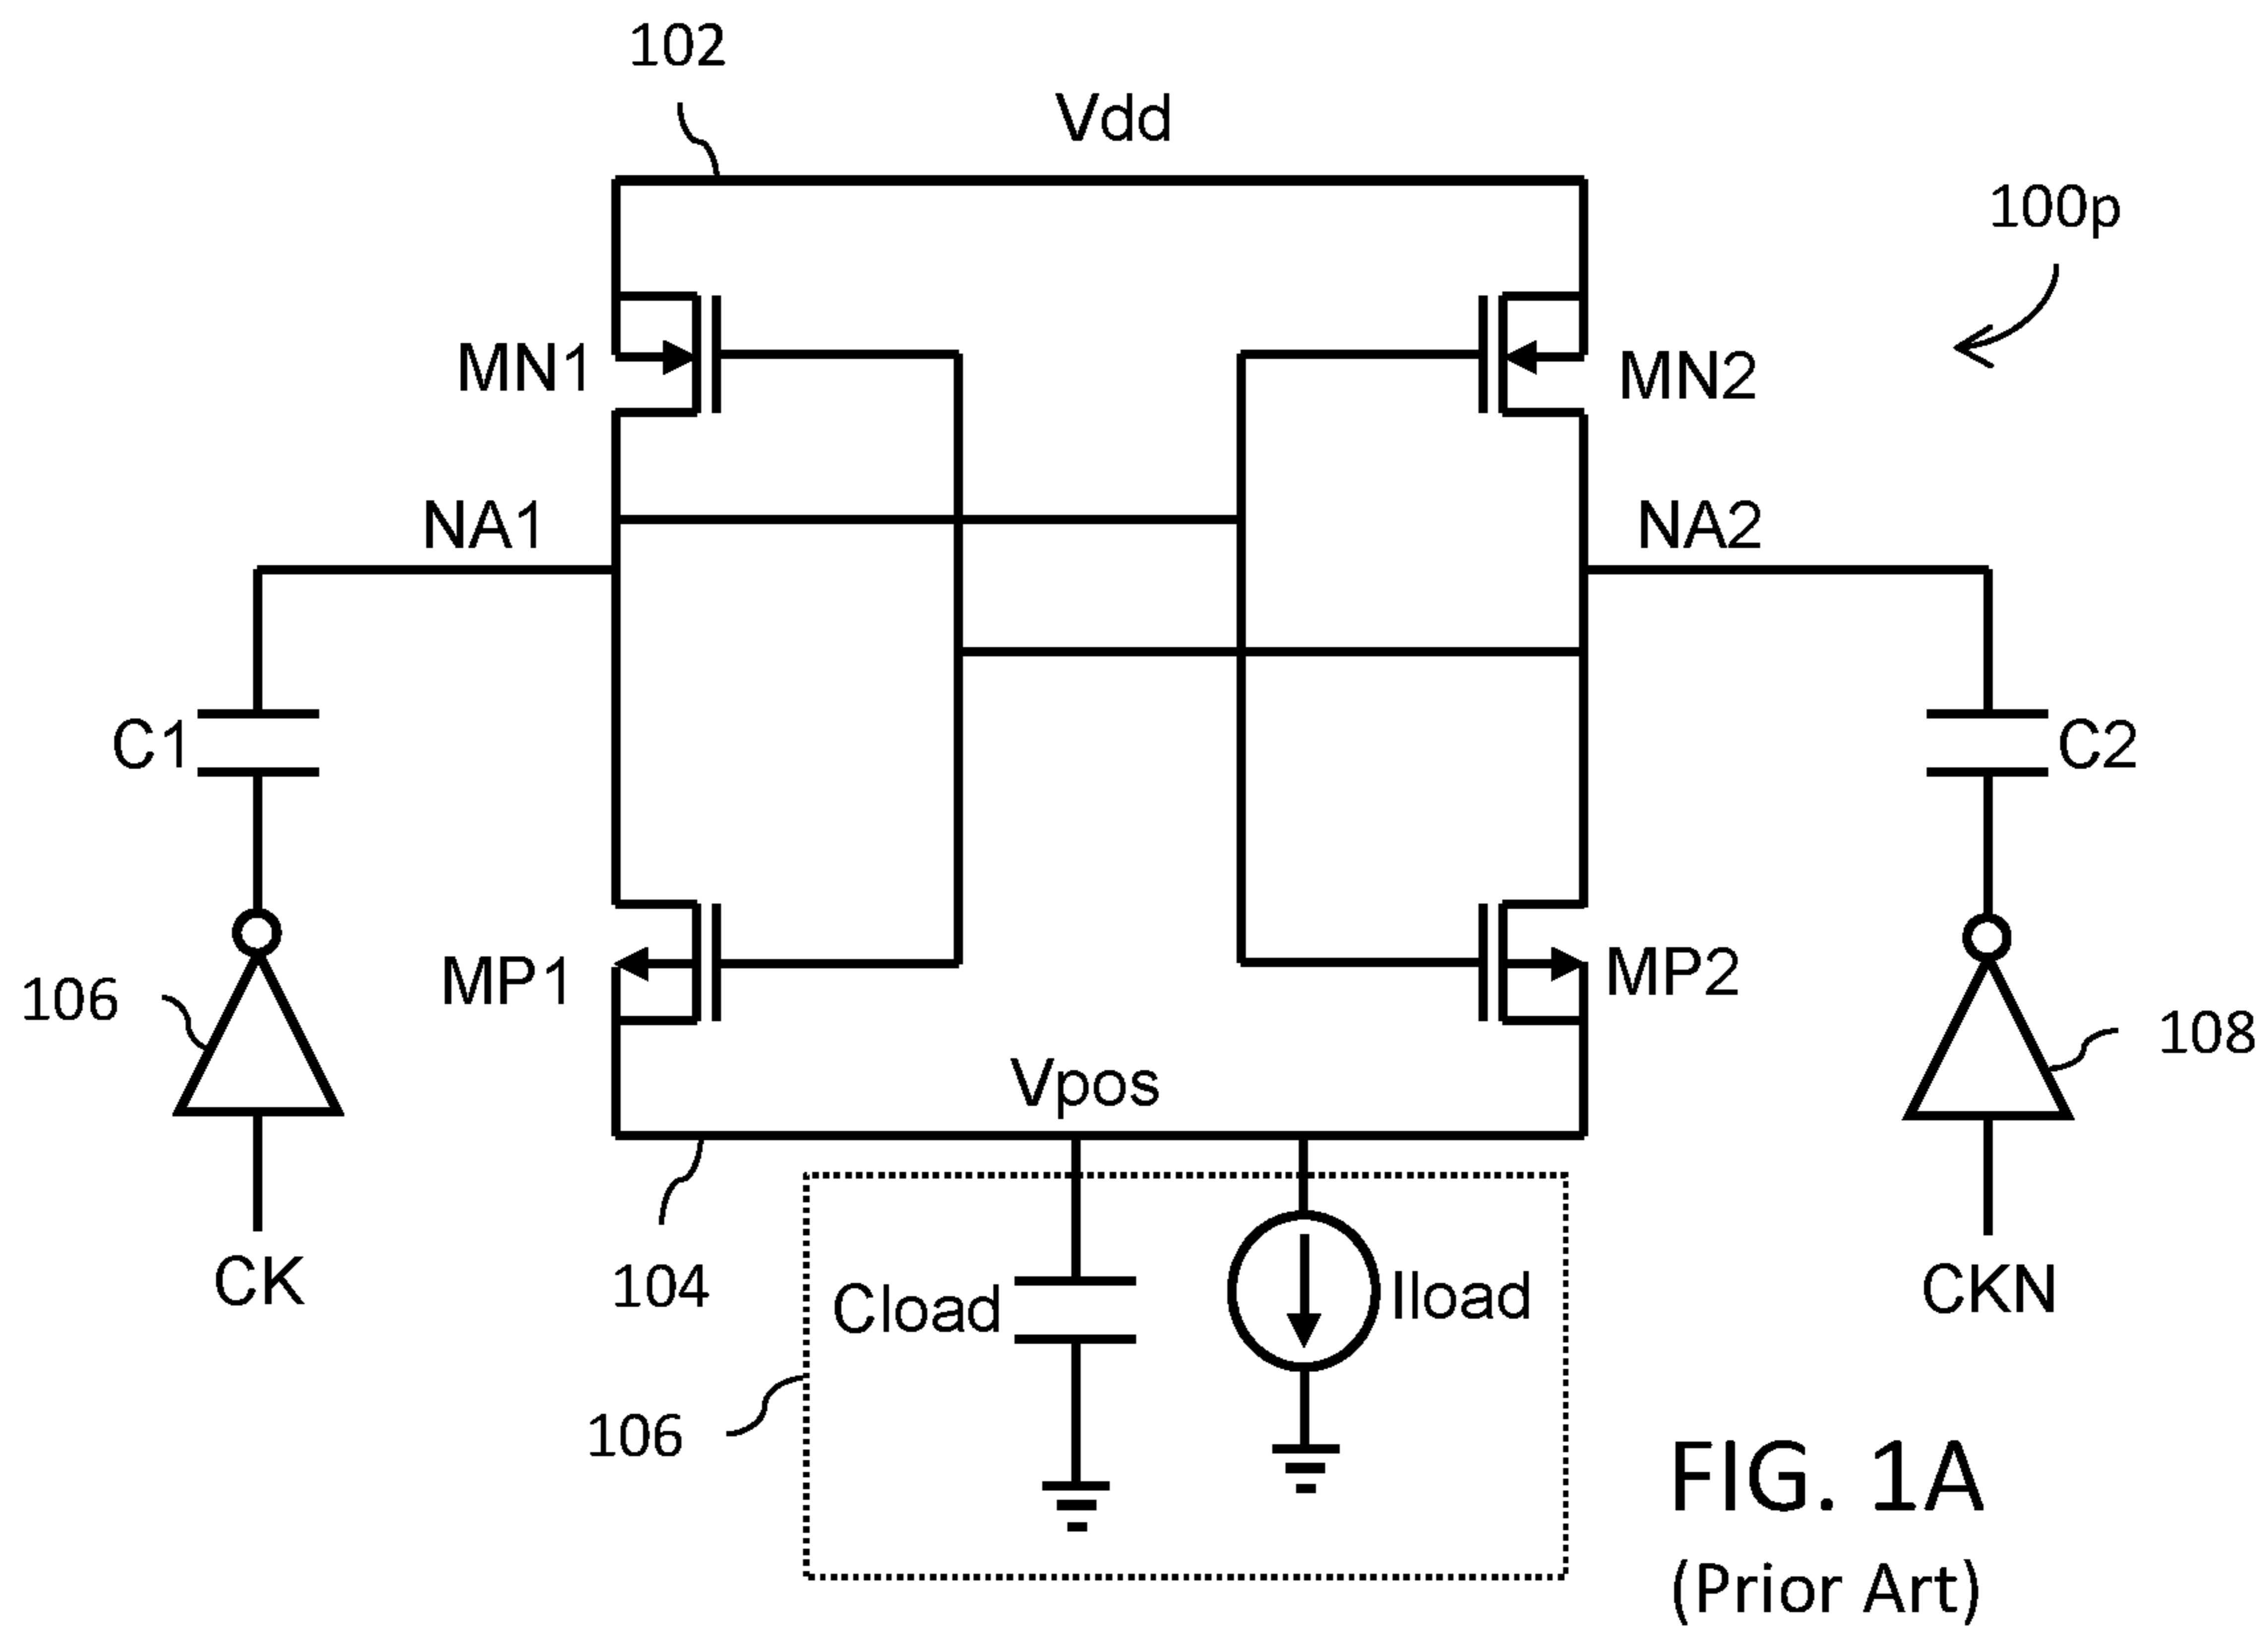 102
Vdd
100p
MN1
MN2
NA1
NA2
C1
C2
MP1
MP2
106
108
Vpos
CK
104
Cload
Iload
CKN
106
FIG. 1A
(Prior Art)